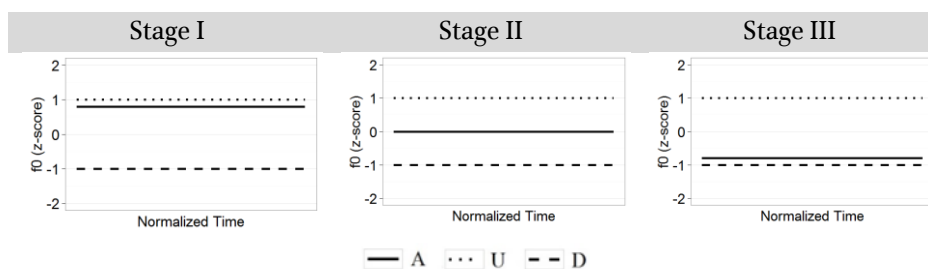 Stage I Stage II Stage III
2 2 2
1 1 1
0 0 0
-1 -1 -1
-2 -2 -2
f0 (z-score) f0 (z-score) f0 (z-score)
Normalized Time Normalized Time Normalized Time
A U D